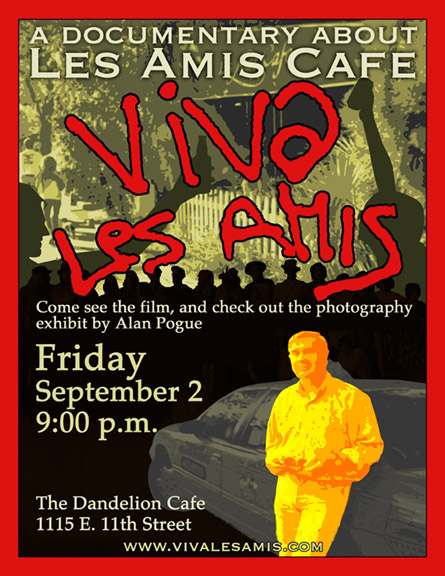 A DOCUMENTARY ABOUT
LES AMIS CAFE
Viva
Les AMis
Come see the film, and check out the photography
exhibit by Alan Pogue
Friday
September 2
9:00 p.m.
The Dandelion Cafe
1115 E. 11th Street
WWW.VIVALESAMIS.COM